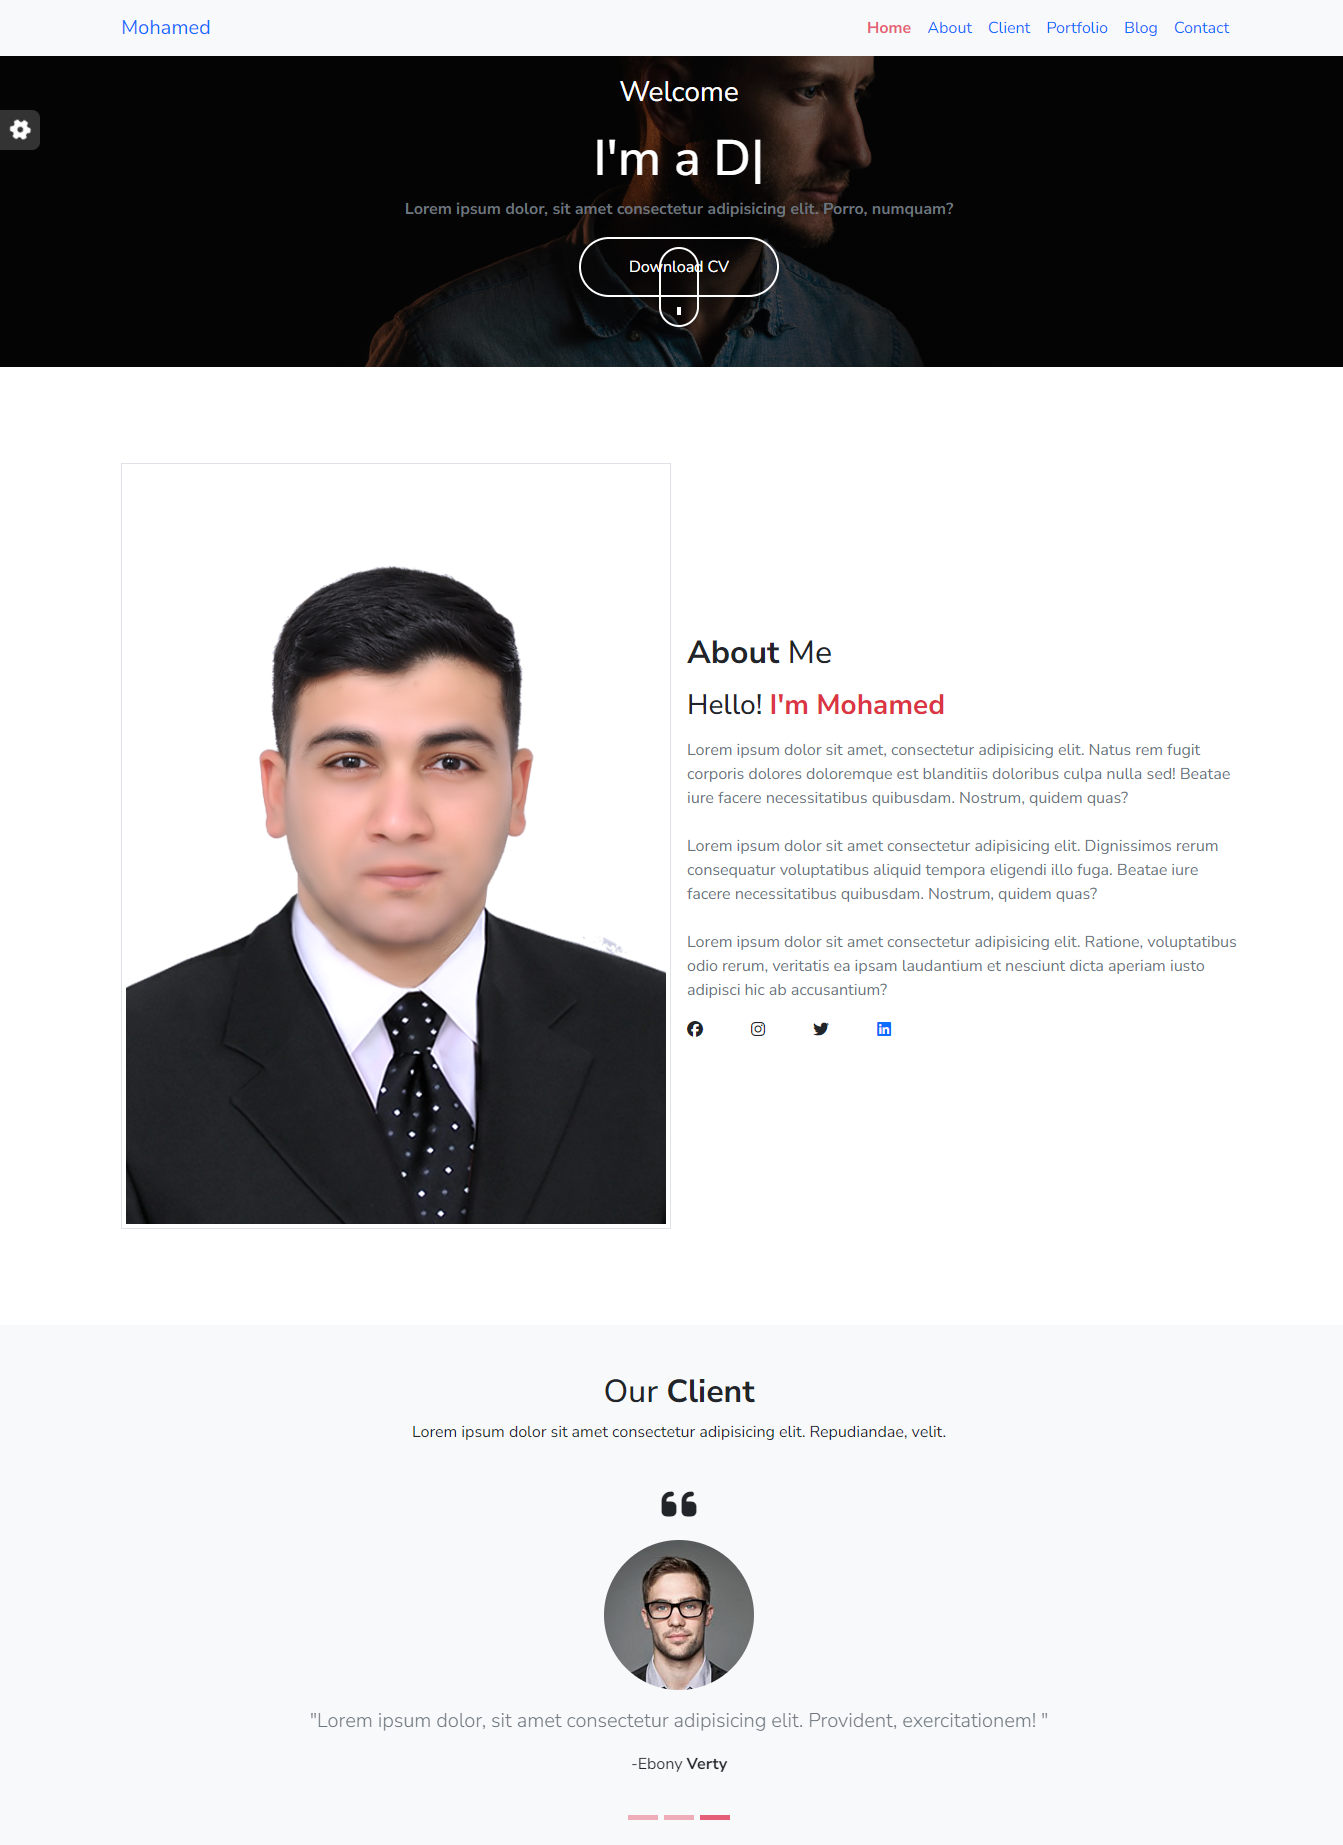 Mohamed
Home About Client Portfolio Blog Contact
Welcome
I'm a D|
Lorem ipsum dolor, sit amet consectetur adipisicing elit. Porro, numquam?
Download CV
About Me
Hello! I'm Mohamed
Lorem ipsum dolor sit amet, consectetur adipisicing elit. Natus rem fugit
corporis dolores doloremque est blanditiis doloribus culpa nulla sed! Beatae
iure facere necessitatibus quibusdam. Nostrum, quidem quas?
Lorem ipsum dolor sit amet consectetur adipisicing elit. Dignissimos rerum
consequatur voluptatibus aliquid tempora eligendi illo fuga. Beatae iure
facere necessitatibus quibusdam. Nostrum, quidem quas?
Lorem ipsum dolor sit amet consectetur adipisicing elit. Ratione, voluptatibus
odio rerum, veritatis ea ipsam laudantium et nesciunt dicta aperiam iusto
adipisci hic ab accusantium?
Our Client
Lorem ipsum dolor sit amet consectetur adipisicing elit. Repudiandae, velit.
"Lorem ipsum dolor, sit amet consectetur adipisicing elit. Provident, exercitationem! "
-Ebony Verty